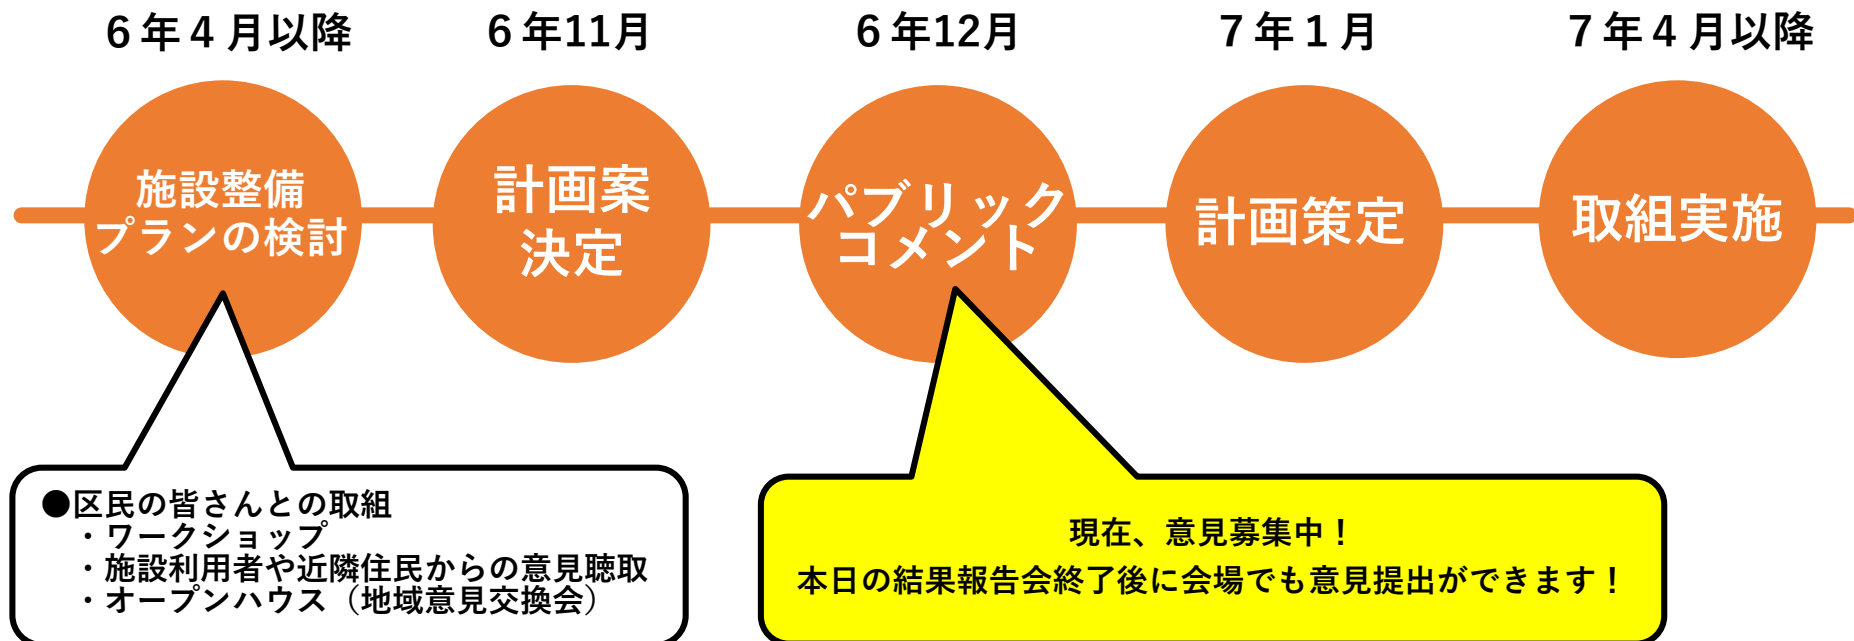 6年4月以降
6年11月
6年12月
7年1月
7年4月以降
施設整備
プランの検討
計画案
決定
パブリック
コメント
計画策定
取組実施
●区民の皆さんとの取組
・ワークショップ
・施設利用者や近隣住民からの意見聴取
・オープンハウス（地域意見交換会）
現在、意見募集中！
本日の結果報告会終了後に会場でも意見提出ができます！